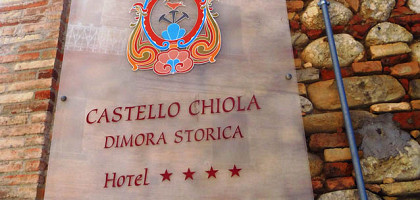 CASTELLO CHIOLA
DIMORA STORICA
Hotel ★ ★ ★ ★